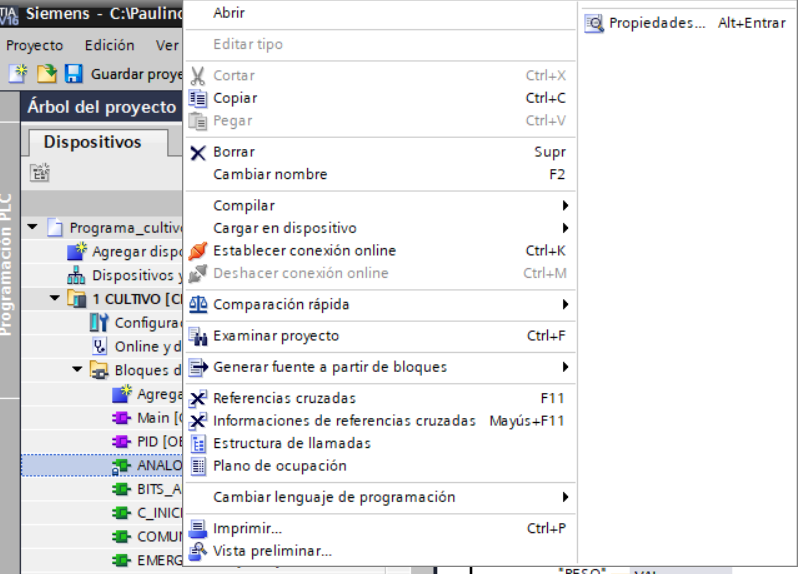 TIA V16 Siemens - C:\Paulino
Proyecto Edición Ver
Guardar proye
Árbol del proyecto
Dispositivos
Programación PLC
Programa_cultiv
Agregar dispo
Dispositivos y
1 CULTIVO [C
Configura
Online y d
Bloques d
Agrega
Main [O
PID [OB
ANALO
BITS_A
C_INICI
COMU
EMERG
Abrir
Editar tipo
Cortar Ctrl+X
Copiar Ctrl+C
Pegar Ctrl+V
Borrar Supr
Cambiar nombre F2
Compilar
Cargar en dispositivo
Establecer conexión online Ctrl+K
Deshacer conexión online Ctrl+M
Comparación rápida
Examinar proyecto Ctrl+F
Generar fuente a partir de bloques
Referencias cruzadas F11
Informaciones de referencias cruzadas Mayús+F11
Estructura de llamadas
Plano de ocupación
Cambiar lenguaje de programación
Imprimir... Ctrl+P
Vista preliminar...
Propiedades... Alt+Entrar
"PESO"